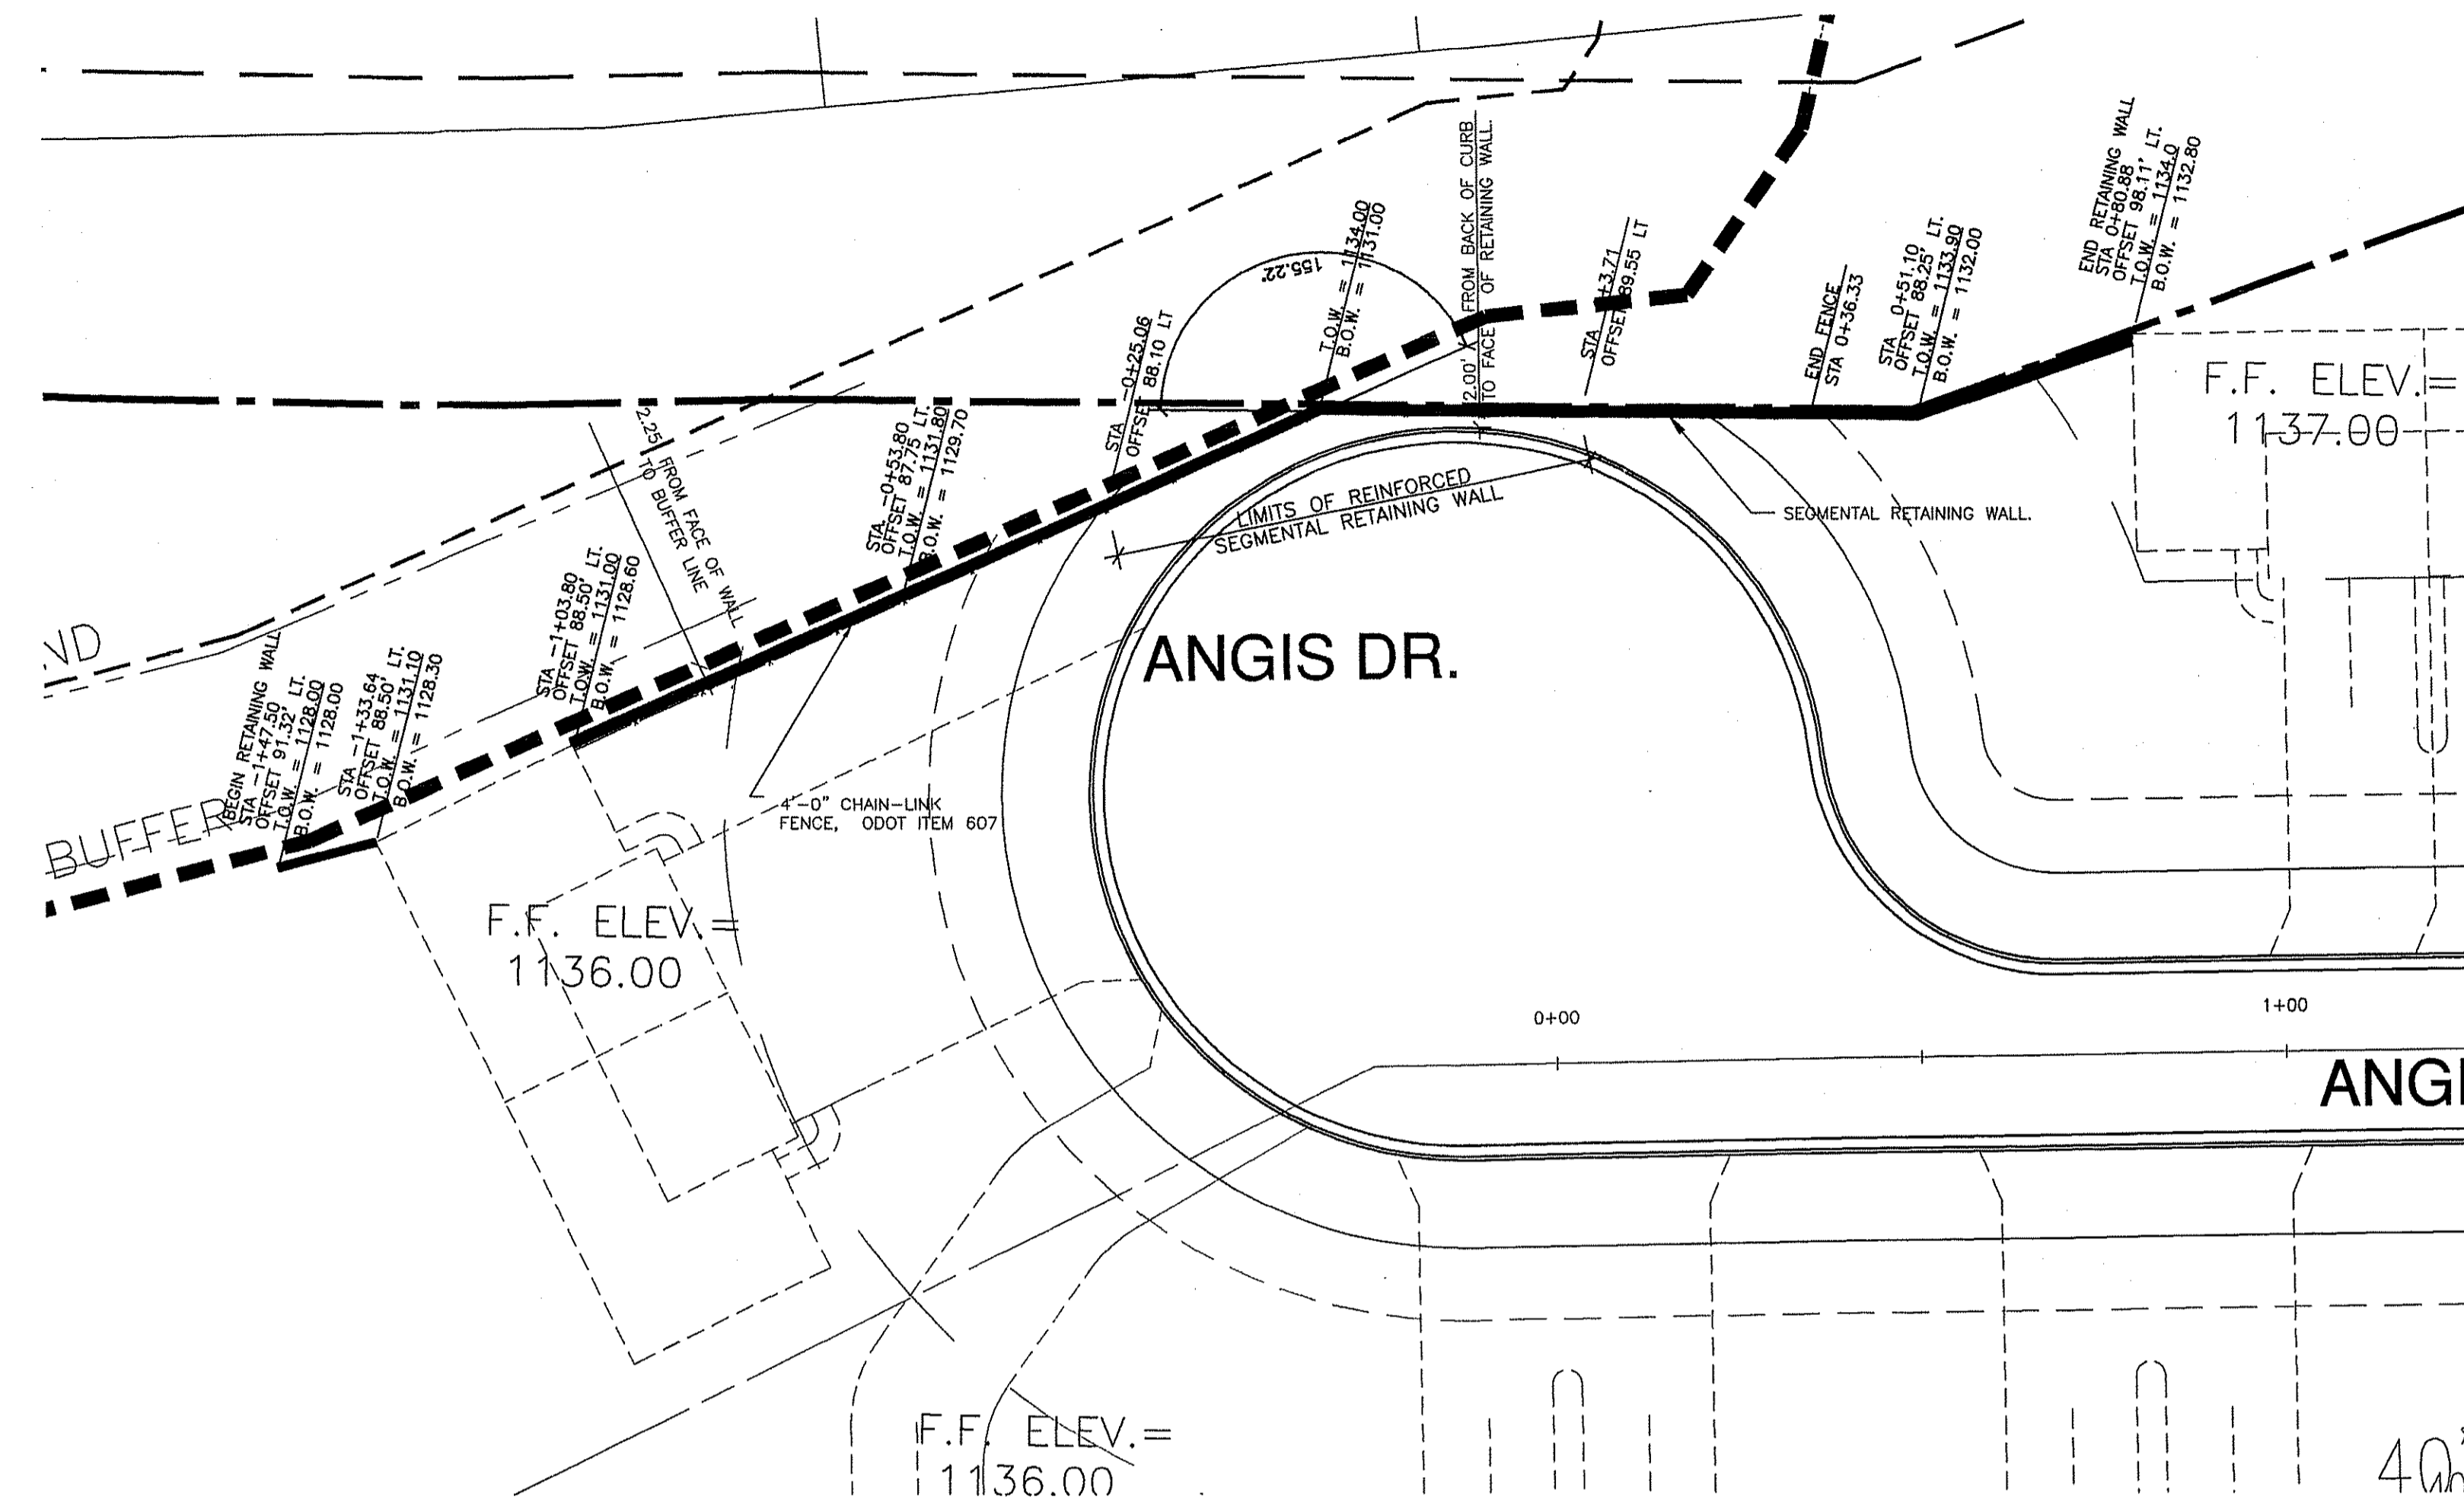 END RETAINING WALL
STA 0+80.88
OFFSET 98.11' LT.
T.O.W. = 1134.0
B.O.W. = 1132.80
2.00' FROM BACK OF CURB
TO FACE OF RETAINING WALL.
155.22°
T.O.W. = 1134.00
B.O.W. = 1131.00
STA +3.71
OFFSET 89.55 LT
END FENCE
STA 0+36.33
STA 0+51.10
OFFSET 88.25' LT.
T.O.W. = 1133.90
B.O.W. = 1132.00
STA -0+25.06
OFFSET 88.10 LT
F.F. ELEV.=
1137.00
2.25' FROM FACE OF WALL
TO BUFFER LINE
STA. -0+53.80
OFFSET 87.75 LT.
T.O.W. = 1131.80
B.O.W. = 1129.70
LIMITS OF REINFORCED
SEGMENTAL RETAINING WALL
SEGMENTAL RETAINING WALL.
STA -1+03.80
OFFSET 88.50' LT.
T.O.W. = 1131.00
B.O.W. = 1128.60
ND
ANGIS DR.
BEGIN RETAINING WALL
STA -1+47.50
OFFSET 91.32' LT.
T.O.W. = 1128.00
B.O.W. = 1128.00
STA -1+33.64
OFFSET 88.50' LT.
T.O.W. = 1131.10
B.O.W. = 1128.30
BUFFER
4'-0" CHAIN-LINK
FENCE, ODOT ITEM 607
F.F. ELEV.=
1136.00
0+00
1+00
ANGI
F.F. ELEV.=
1136.00